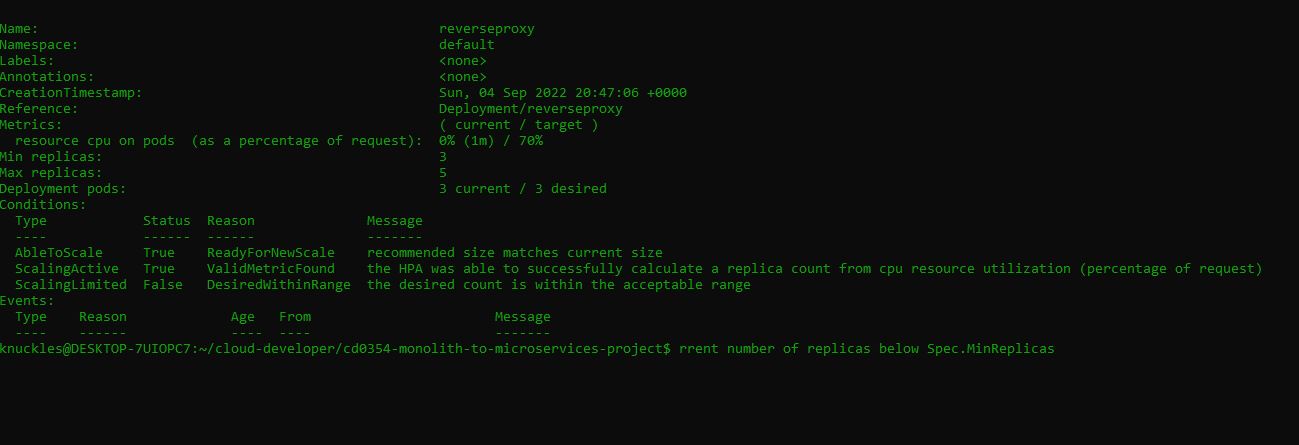 Name: reverseproxy
Namespace: default
Labels: <none>
Annotations: <none>
CreationTimestamp: Sun, 04 Sep 2022 20:47:06 +0000
Reference: Deployment/reverseproxy
Metrics: ( current / target )
resource cpu on pods (as a percentage of request): 0% (1m) / 70%
Min replicas: 3
Max replicas: 5
Deployment pods: 3 current / 3 desired
Conditions:
Type Status Reason Message
---- ------ ------ -------
AbleToScale True ReadyForNewScale recommended size matches current size
ScalingActive True ValidMetricFound the HPA was able to successfully calculate a replica count from cpu resource utilization (percentage of request)
ScalingLimited False DesiredWithinRange the desired count is within the acceptable range
Events:
Type Reason Age From Message
---- ------ ---- ---- -------
knuckles@DESKTOP-7UIOPC7:~/cloud-developer/cd0354-monolith-to-microservices-project$ rrent number of replicas below Spec.MinReplicas